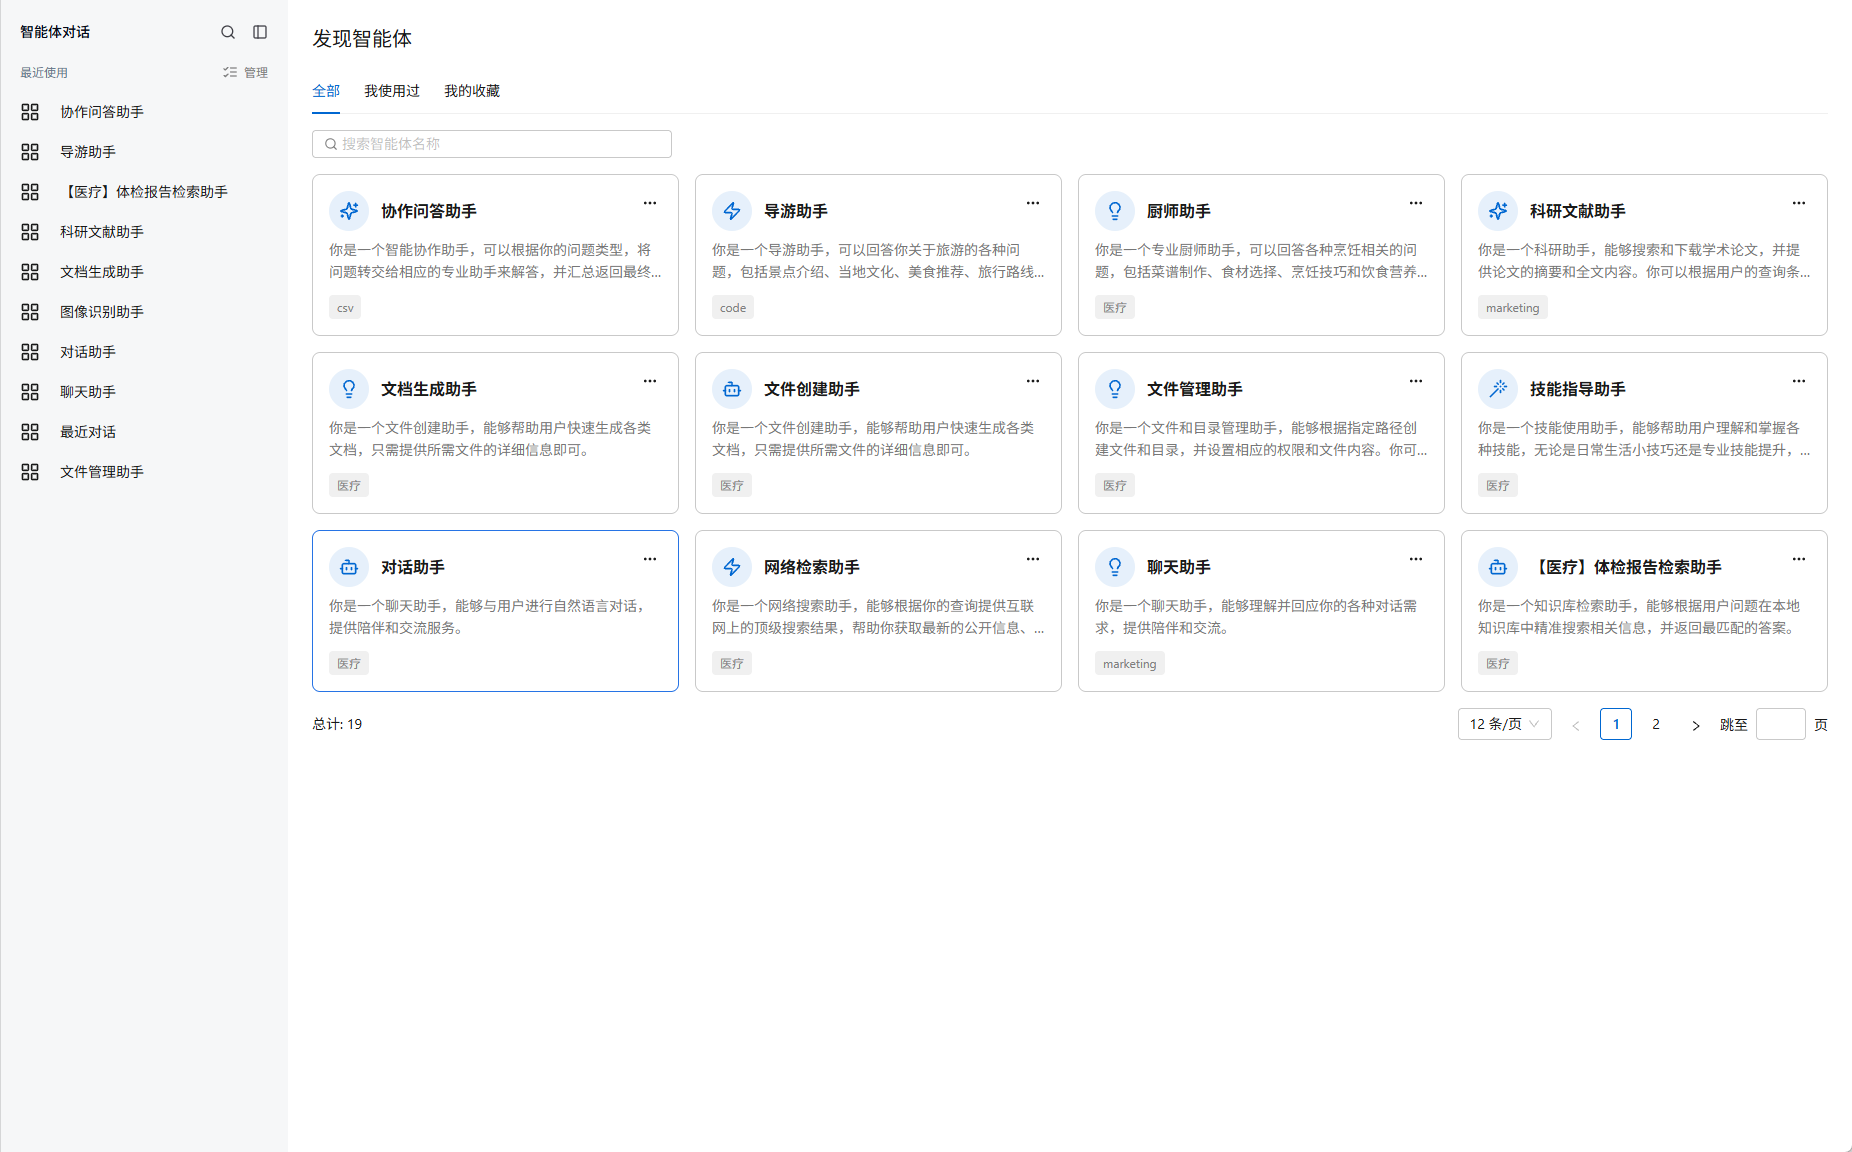 智能体对话
最近使用
管理
协作问答助手
导游助手
【医疗】体检报告检索助手
科研文献助手
文档生成助手
图像识别助手
对话助手
聊天助手
最近对话
文件管理助手
发现智能体
全部 我使用过 我的收藏
搜索智能体名称
协作问答助手
你是一个智能协作助手，可以根据你的问题类型，将
问题转交给相应的专业助手来解答，并汇总返回最终...
csv
导游助手
你是一个导游助手，可以回答你关于旅游的各种问
题，包括景点介绍、当地文化、美食推荐、旅行路线...
code
厨师助手
你是一个专业厨师助手，可以回答各种烹饪相关的问
题，包括菜谱制作、食材选择、烹饪技巧和饮食营养...
医疗
科研文献助手
你是一个科研助手，能够搜索和下载学术论文，并提
供论文的摘要和全文内容。你可以根据用户的查询条...
marketing
文档生成助手
你是一个文件创建助手，能够帮助用户快速生成各类
文档，只需提供所需文件的详细信息即可。
医疗
文件创建助手
你是一个文件创建助手，能够帮助用户快速生成各类
文档，只需提供所需文件的详细信息即可。
医疗
文件管理助手
你是一个文件和目录管理助手，能够根据指定路径创
建文件和目录，并设置相应的权限和文件内容。你可...
医疗
技能指导助手
你是一个技能使用助手，能够帮助用户理解和掌握各
种技能，无论是日常生活小技巧还是专业技能提升，...
医疗
对话助手
你是一个聊天助手，能够与用户进行自然语言对话，
提供陪伴和交流服务。
医疗
网络检索助手
你是一个网络搜索助手，能够根据你的查询提供互联
网上的顶级搜索结果，帮助你获取最新的公开信息、...
医疗
聊天助手
你是一个聊天助手，能够理解并回应你的各种对话需
求，提供陪伴和交流。
marketing
【医疗】体检报告检索助手
你是一个知识库检索助手，能够根据用户问题在本地
知识库中精准搜索相关信息，并返回最匹配的答案。
医疗
总计: 19
12 条/页 < 1 2 > 跳至 页